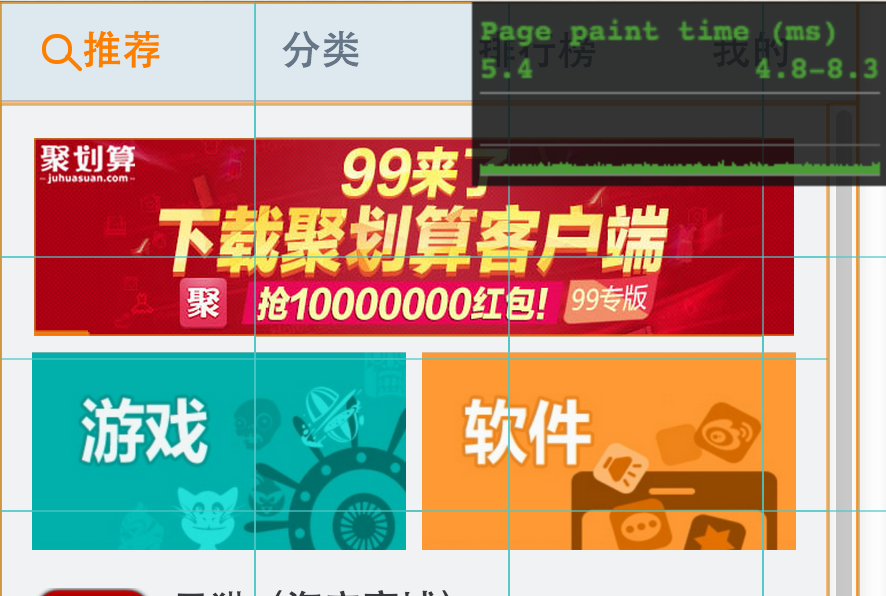 推荐 分类 排行榜 我的
Page paint time (ms)
5.4 4.8-8.3
聚划算
juhuasuan.com
99来了
下载聚划算客户端
聚 抢10000000红包! 99专版
游戏 软件